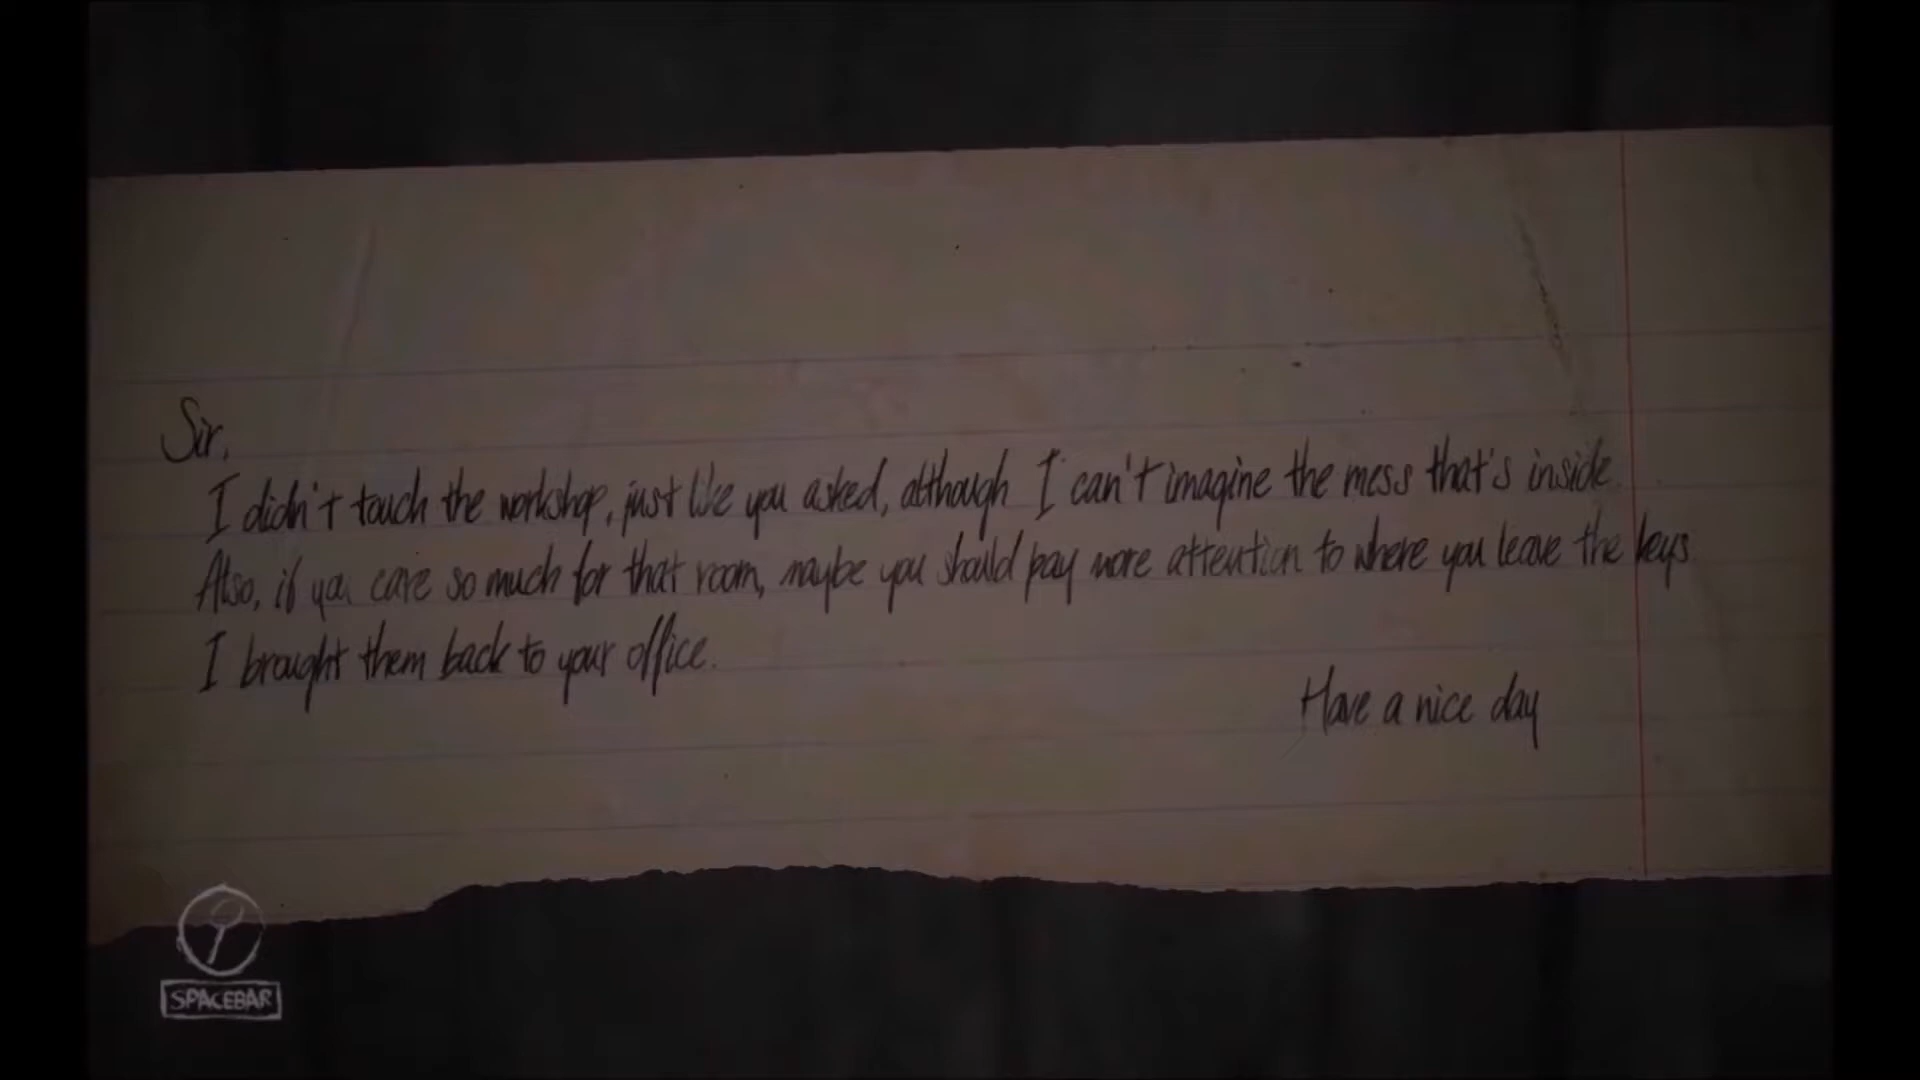 Sir,
I didn't touch the workshop, just like you asked, although I can't imagine the mess that's inside.
Also, if you care so much for that room, maybe you should pay more attention to where you leave the keys
I brought them back to your office.
Have a nice day
SPACEBAR